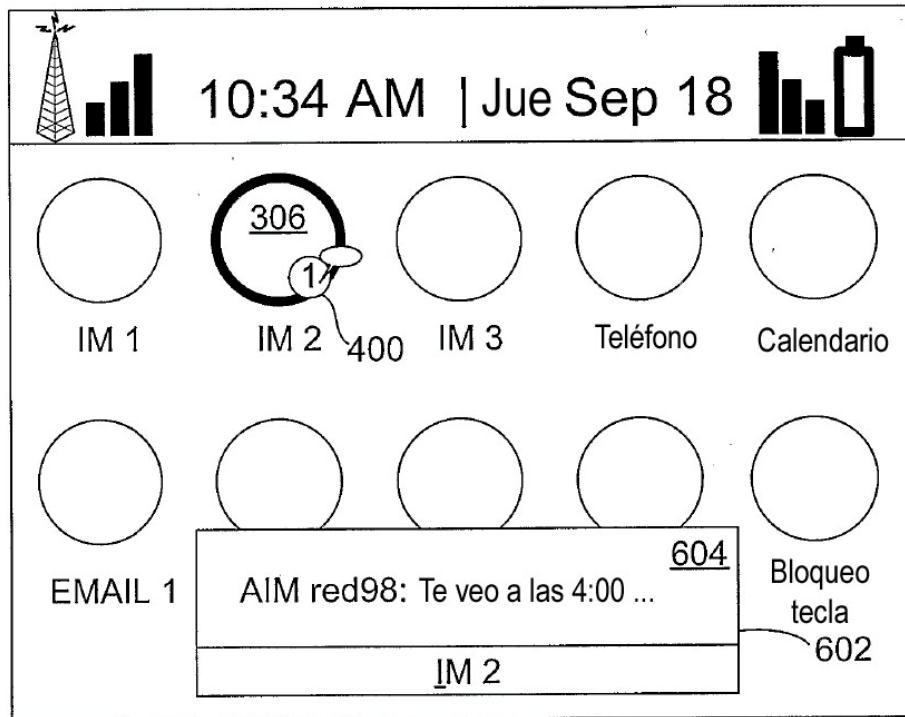 10:34 AM | Jue Sep 18
306
1
IM 1
IM 2
400
IM 3
Teléfono
Calendario
EMAIL 1
604
AIM red98: Te veo a las 4:00 ...
Bloqueo
tecla
602
IM 2